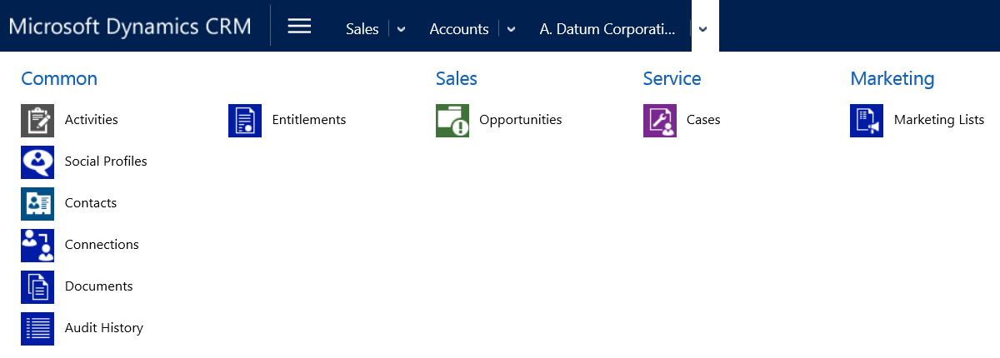 Microsoft Dynamics CRM
Sales
Accounts
A. Datum Corporati...
Common
Activities
Social Profiles
Contacts
Connections
Documents
Audit History
Entitlements
Sales
Opportunities
Service
Cases
Marketing
Marketing Lists